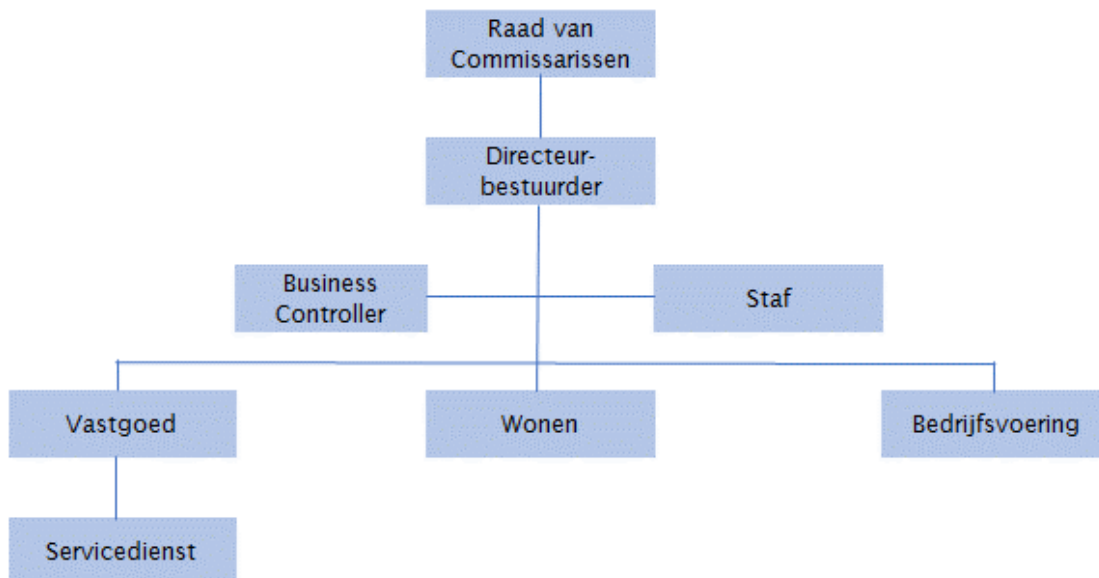 Raad van
Commissarissen
Directeur-
bestuurder
Business
Controller
Staf
Vastgoed
Wonen
Bedrijfsvoering
Servicedienst